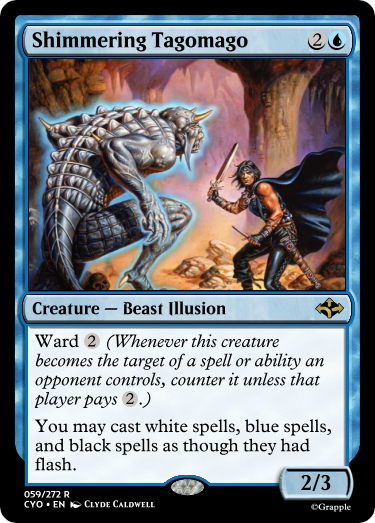 Shimmering Tagomago 2
Creature — Beast Illusion
Ward 2 (Whenever this creature
becomes the target of a spell or ability an
opponent controls, counter it unless that
player pays 2.)
You may cast white spells, blue spells,
and black spells as though they had
flash.
2/3
059/272 R
CYO • EN Clyde Caldwell
©Grapple